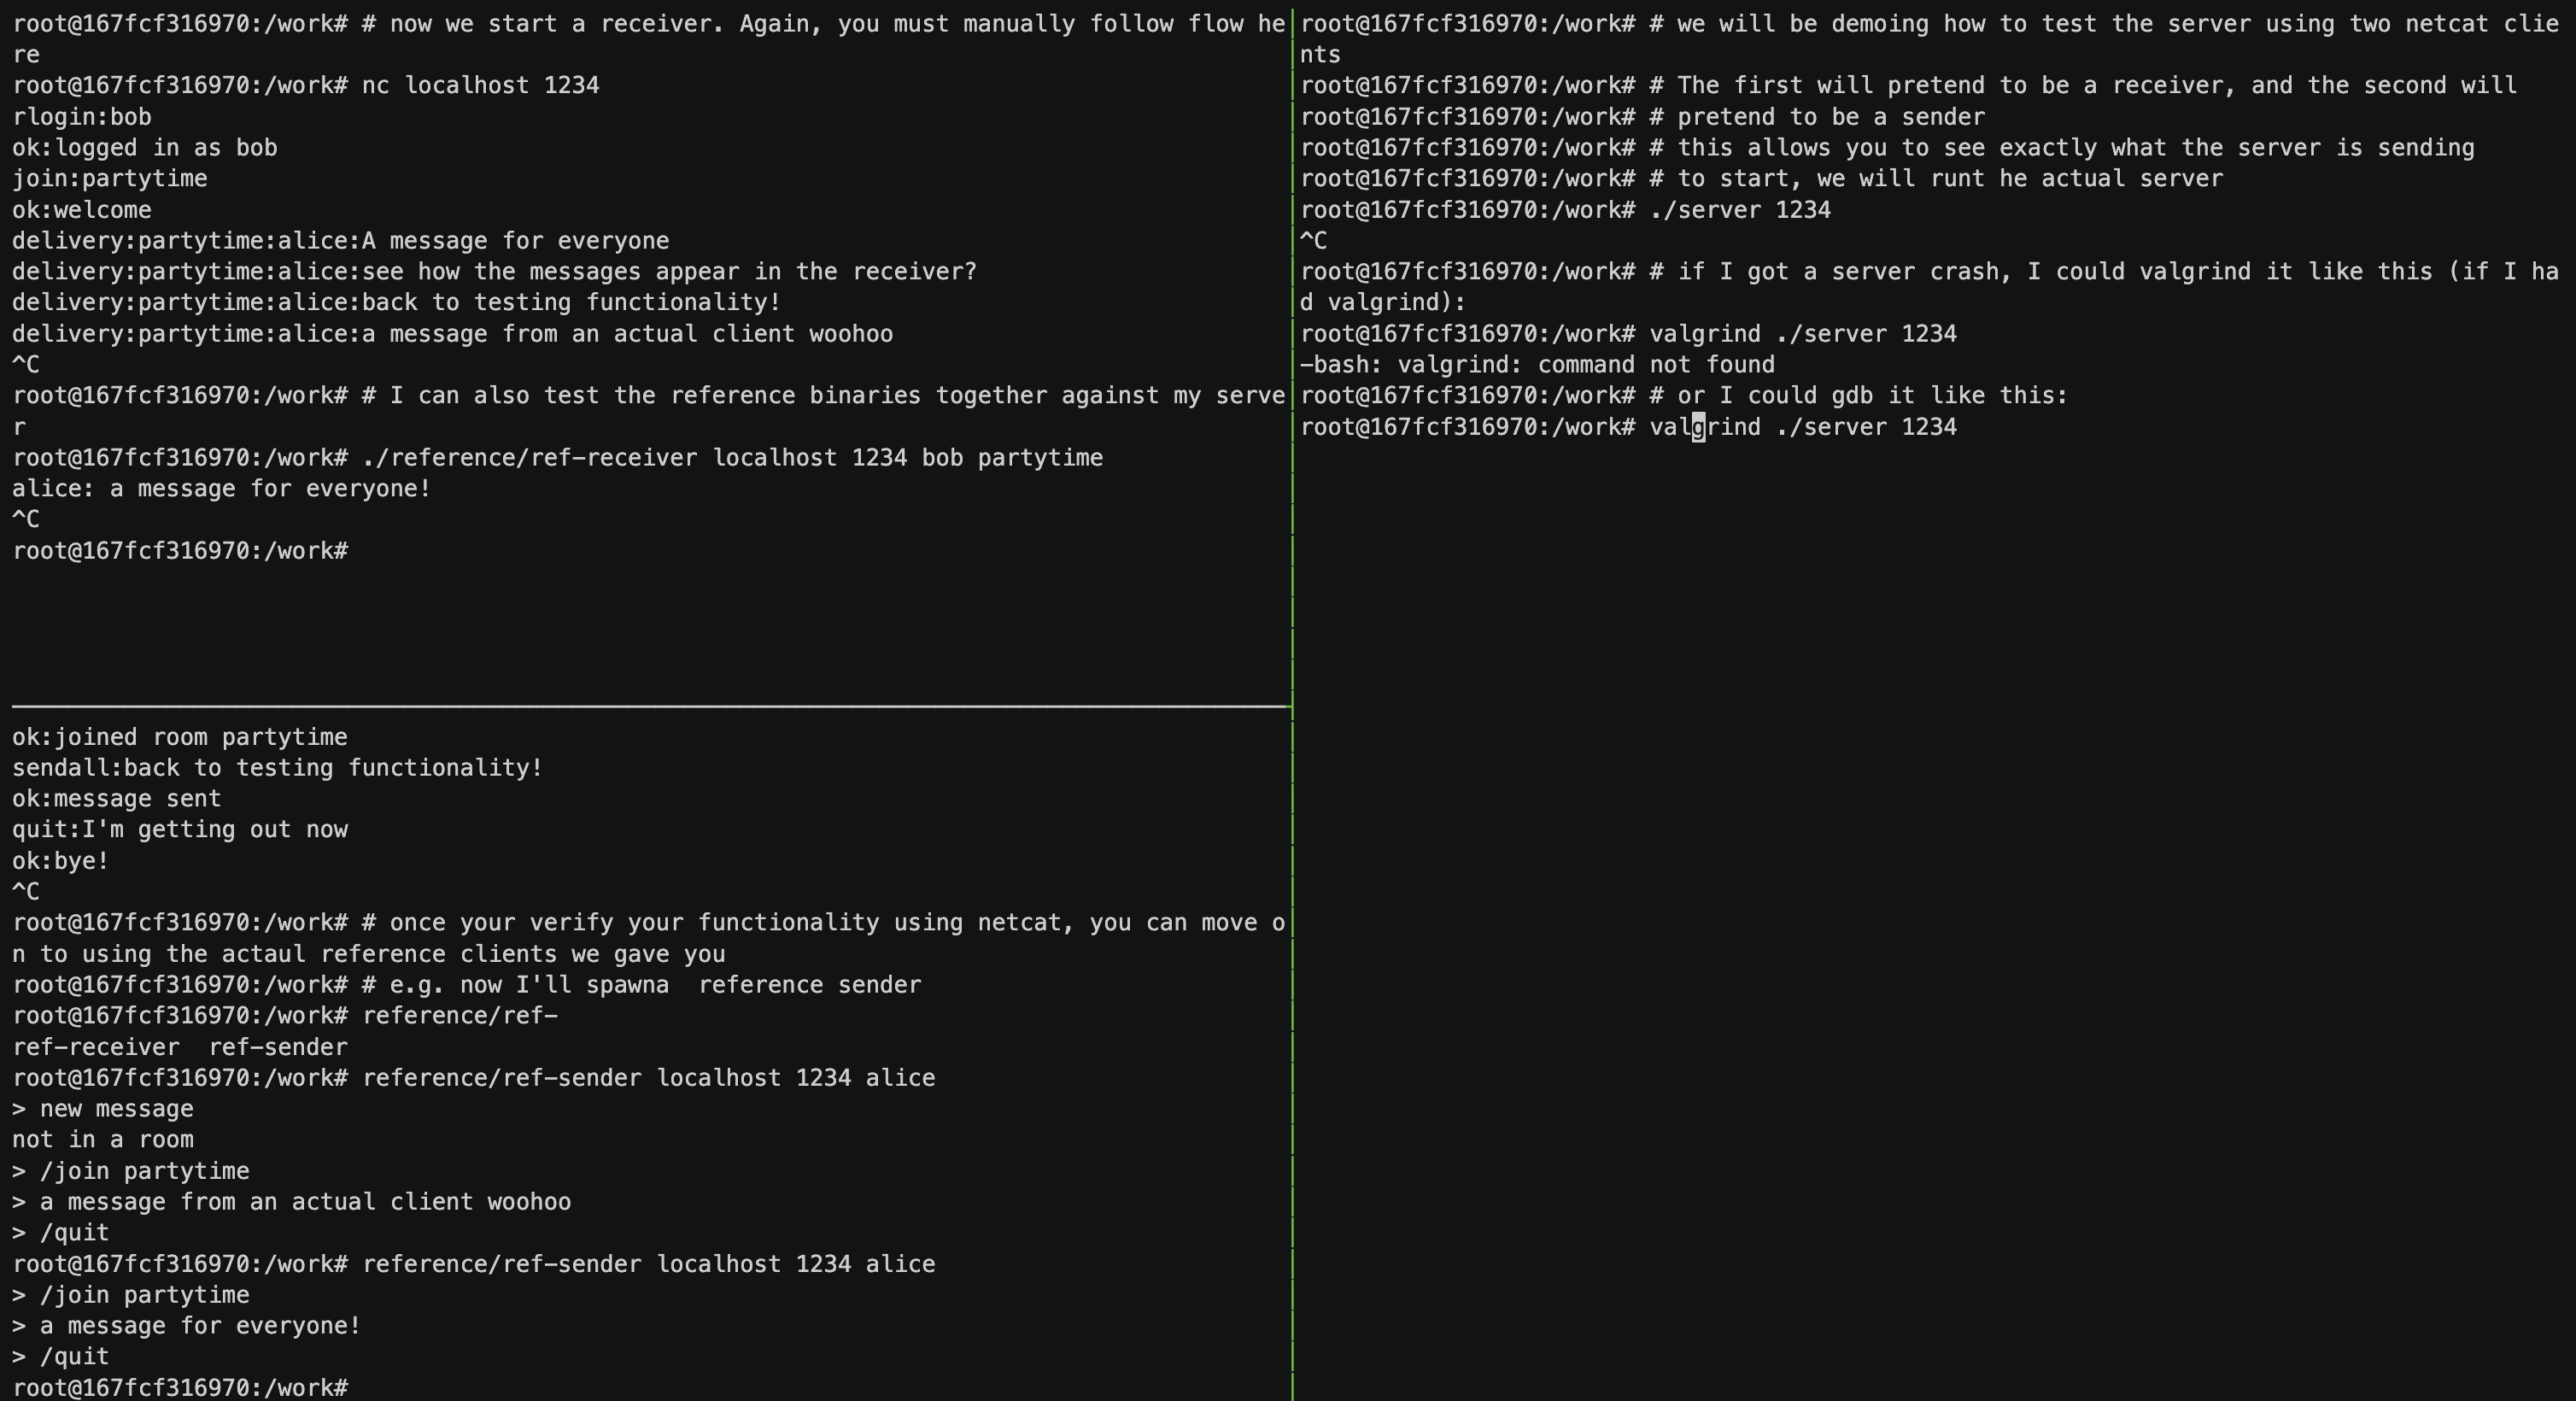 root@167fcf316970:/work# # now we start a receiver. Again, you must manually follow flow he
re
root@167fcf316970:/work# nc localhost 1234
rlogin:bob
ok:logged in as bob
join:partytime
ok:welcome
delivery:partytime:alice:A message for everyone
delivery:partytime:alice:see how the messages appear in the receiver?
delivery:partytime:alice:back to testing functionality!
delivery:partytime:alice:a message from an actual client woohoo
^C
root@167fcf316970:/work# # I can also test the reference binaries together against my serve
r
root@167fcf316970:/work# ./reference/ref-receiver localhost 1234 bob partytime
alice: a message for everyone!
^C
root@167fcf316970:/work#
ok:joined room partytime
sendall:back to testing functionality!
ok:message sent
quit:I'm getting out now
ok:bye!
^C
root@167fcf316970:/work# # once your verify your functionality using netcat, you can move o
n to using the actaul reference clients we gave you
root@167fcf316970:/work# # e.g. now I'll spawna  reference sender
root@167fcf316970:/work# reference/ref-
ref-receiver  ref-sender
root@167fcf316970:/work# reference/ref-sender localhost 1234 alice
> new message
not in a room
> /join partytime
> a message from an actual client woohoo
> /quit
root@167fcf316970:/work# reference/ref-sender localhost 1234 alice
> /join partytime
> a message for everyone!
> /quit
root@167fcf316970:/work#
root@167fcf316970:/work# # we will be demoing how to test the server using two netcat clie
nts
root@167fcf316970:/work# # The first will pretend to be a receiver, and the second will
root@167fcf316970:/work# # pretend to be a sender
root@167fcf316970:/work# # this allows you to see exactly what the server is sending
root@167fcf316970:/work# # to start, we will runt he actual server
root@167fcf316970:/work# ./server 1234
^C
root@167fcf316970:/work# # if I got a server crash, I could valgrind it like this (if I ha
d valgrind):
root@167fcf316970:/work# valgrind ./server 1234
-bash: valgrind: command not found
root@167fcf316970:/work# # or I could gdb it like this:
root@167fcf316970:/work# valgrind ./server 1234